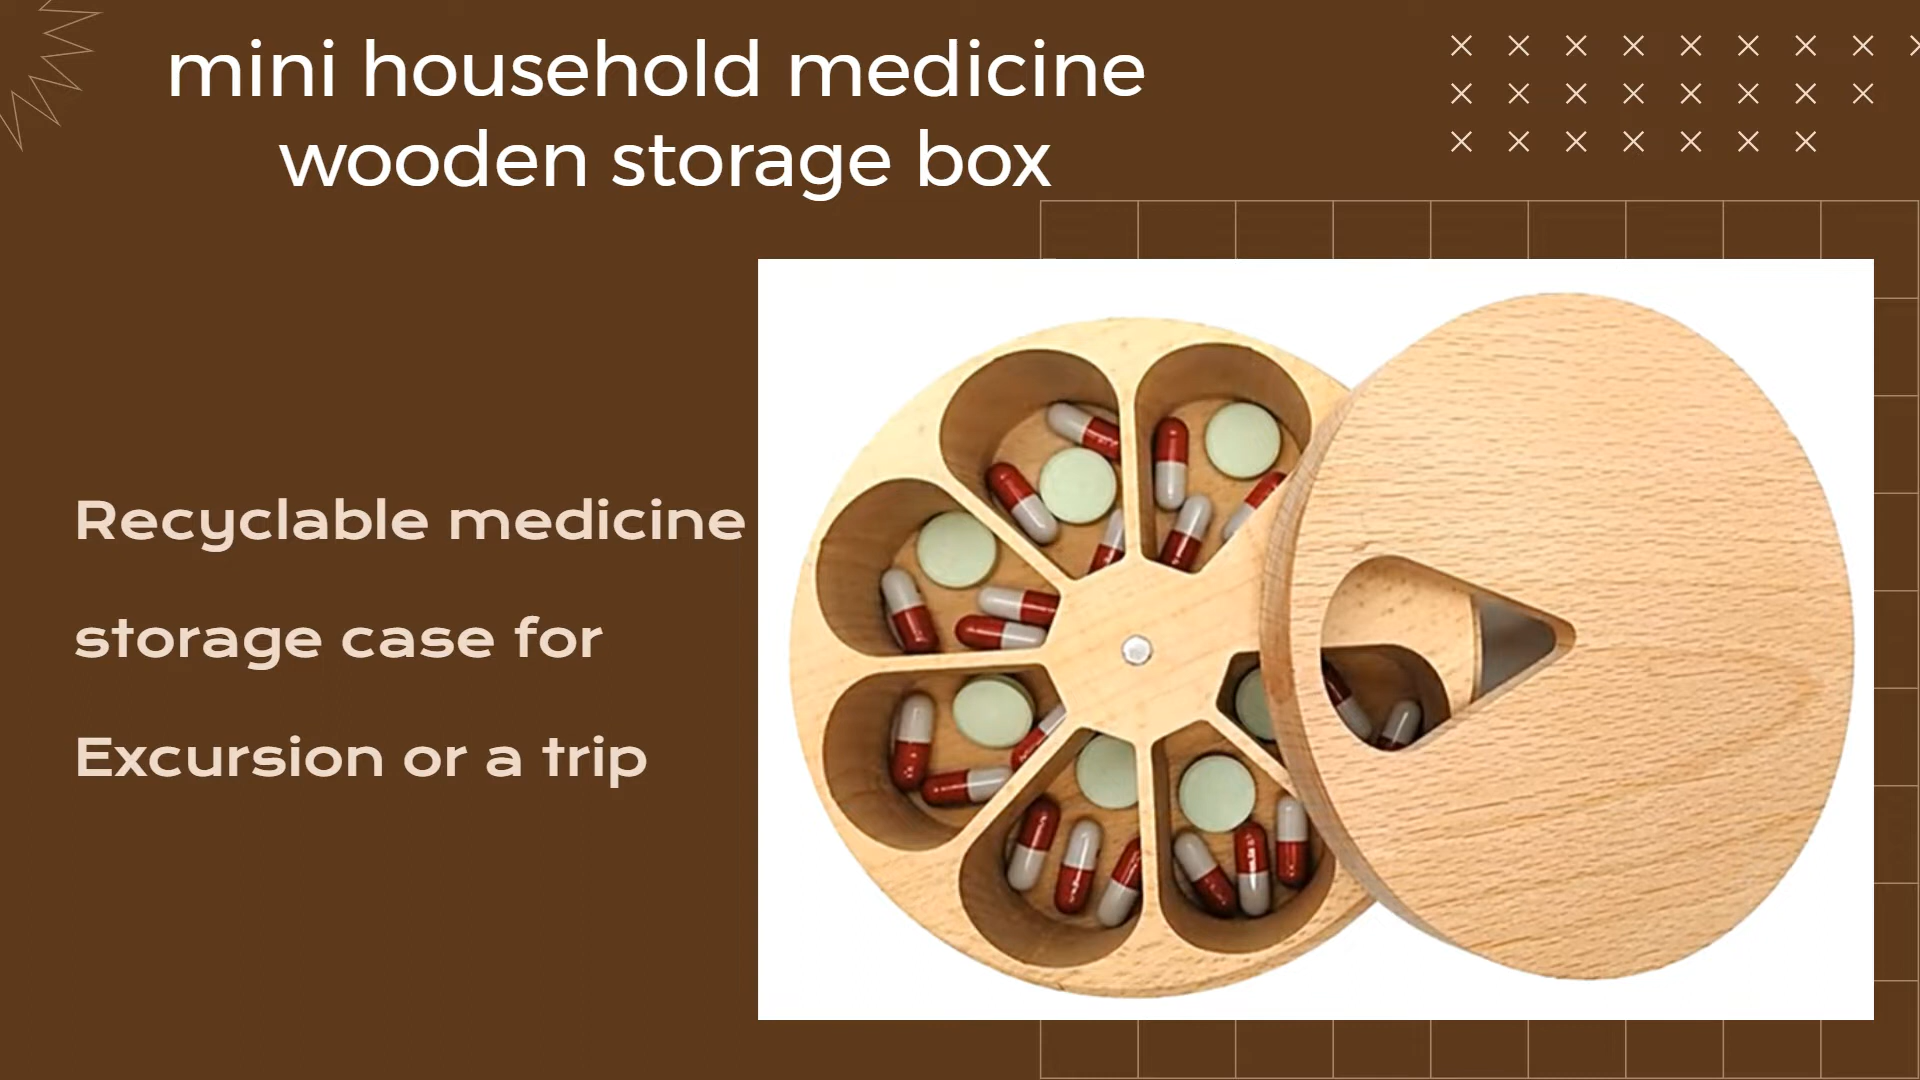 mini household medicine
wooden storage box
Recyclable medicine
storage case for
Excursion or a trip